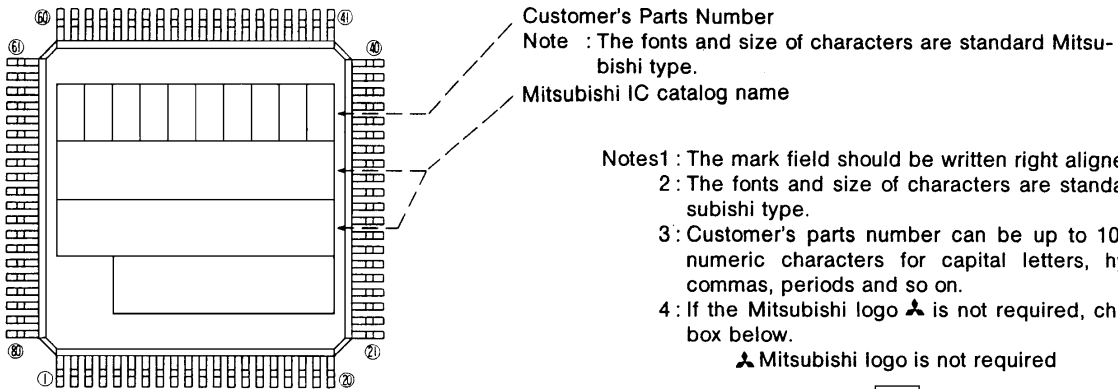 60
41
Customer's Parts Number
61
40
Note : The fonts and size of characters are standard Mitsu-
bishi type.
Mitsubishi IC catalog name
Notes1 : The mark field should be written right aligne
2 : The fonts and size of characters are standa
subishi type.
3 : Customer's parts number can be up to 10
numeric characters for capital letters, h
commas, periods and so on.
4 : If the Mitsubishi logo is not required, ch
box below.
Mitsubishi logo is not required
80
21
1
20